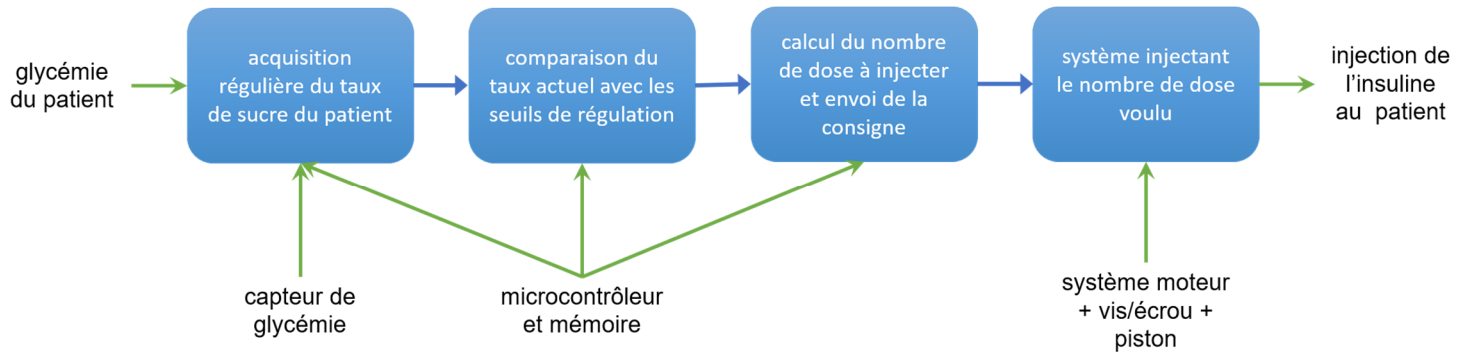 glycémie
du patient
acquisition
régulière du taux
de sucre du patient
comparaison du
taux actuel avec les
seuils de régulation
calcul du nombre
de dose à injecter
et envoi de la
consigne
système injectant
le nombre de dose
voulu
injection de
l'insuline
au patient
capteur de
glycémie
microcontrôleur
et mémoire
système moteur
+ vis/écrou +
piston